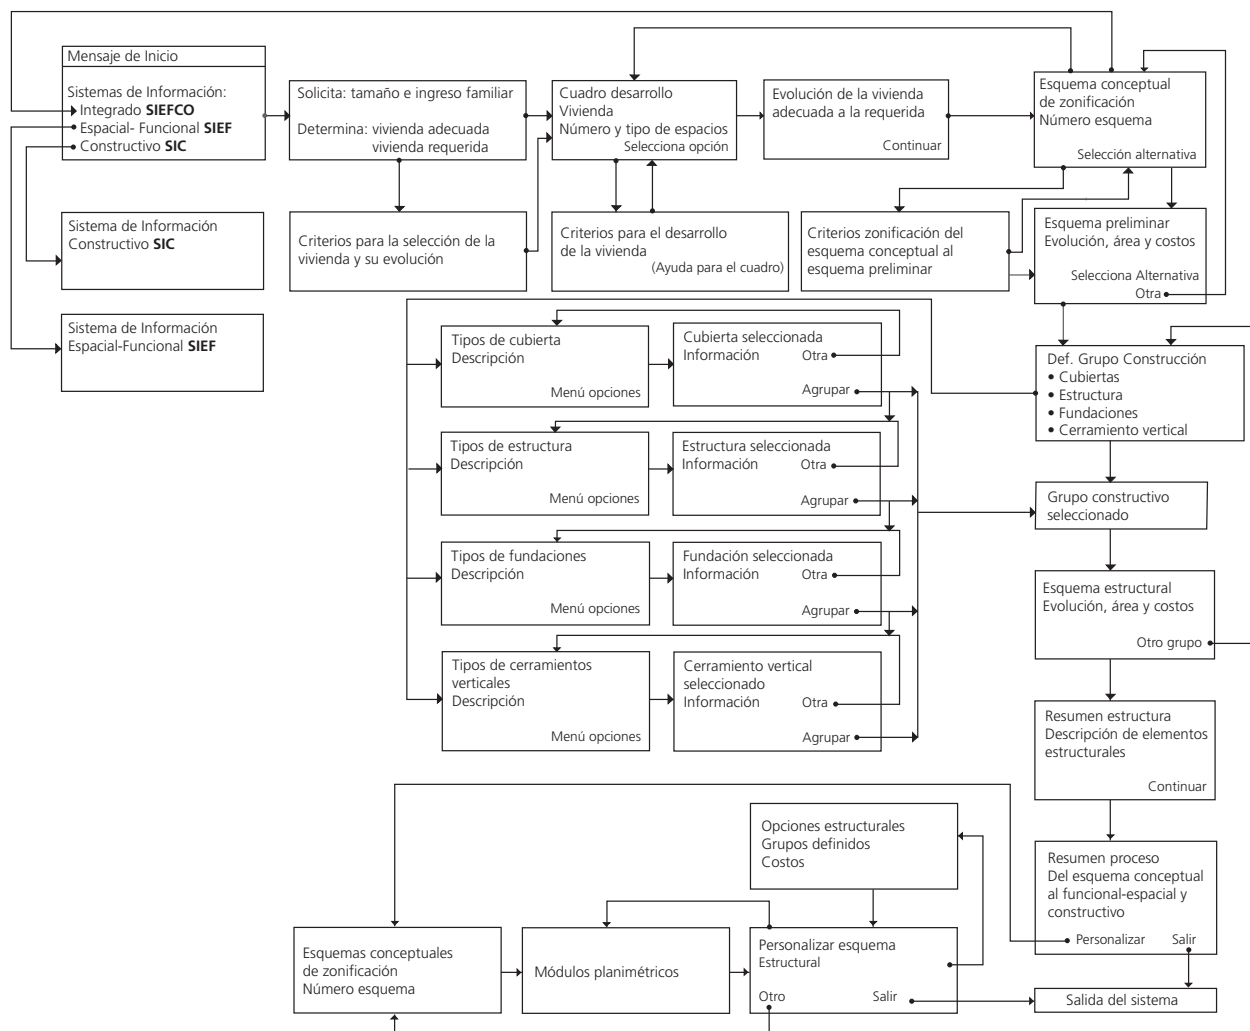 Mensaje de Inicio
Sistemas de Información:
Integrado SIEFCO
Espacial- Funcional SIEF
Constructivo SIC
Solicita: tamaño e ingreso familiar
Determina: vivienda adecuada
vivienda requerida
Cuadro desarrollo
Vivienda
Número y tipo de espacios
Selecciona opción
Evolución de la vivienda
adecuada a la requerida
Continuar
Esquema conceptual
de zonificación
Número esquema
Selección alternativa
Sistema de Información
Constructivo SIC
Criterios para la selección de la
vivienda y su evolución
Criterios para el desarrollo
de la vivienda
(Ayuda para el cuadro)
Criterios zonificación del
esquema conceptual al
esquema preliminar
Esquema preliminar
Evolución, área y costos
Selecciona Alternativa
Otra
Sistema de Información
Espacial-Funcional SIEF
Tipos de cubierta
Descripción
Menú opciones
Cubierta seleccionada
Información Otra
Agrupar
Def. Grupo Construcción
• Cubiertas
• Estructura
• Fundaciones
• Cerramiento vertical
Tipos de estructura
Descripción
Menú opciones
Estructura seleccionada
Información Otra
Agrupar
Grupo constructivo
seleccionado
Tipos de fundaciones
Descripción
Menú opciones
Fundación seleccionada
Información Otra
Agrupar
Esquema estructural
Evolución, área y costos
Otro grupo
Tipos de cerramientos
verticales
Descripción
Menú opciones
Cerramiento vertical
seleccionado
Información Otra
Agrupar
Resumen estructura
Descripción de elementos
estructurales
Continuar
Opciones estructurales
Grupos definidos
Costos
Resumen proceso
Del esquema conceptual
al funcional-espacial y
constructivo
Personalizar Salir
Esquemas conceptuales
de zonificación
Número esquema
Módulos planimétricos
Personalizar esquema
Estructural
Otro Salir
Salida del sistema